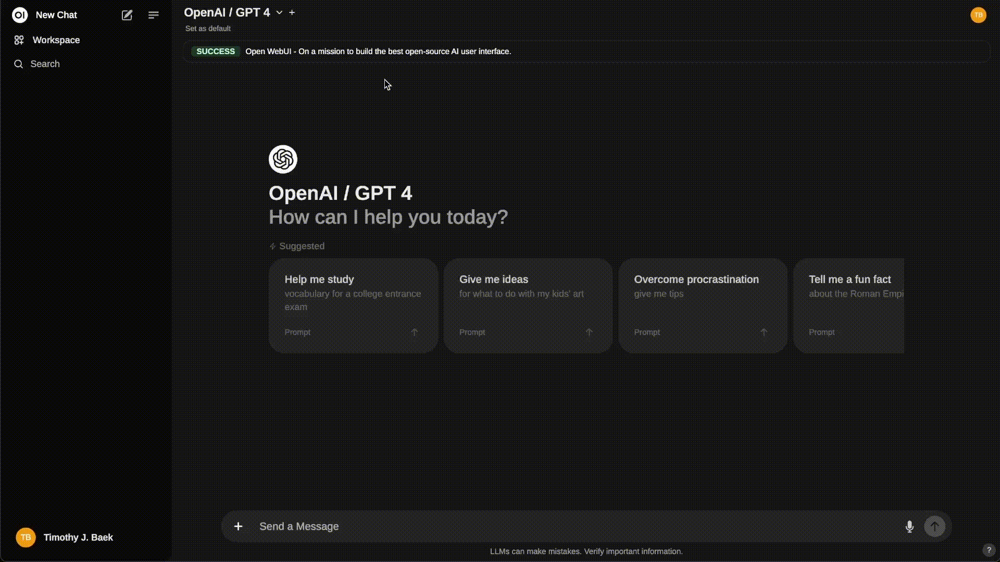 OI New Chat
Workspace
Search
OpenAI / GPT 4
Set as default
TB
SUCCESS Open WebUI - On a mission to build the best open-source AI user interface.
OpenAI / GPT 4
How can I help you today?
Suggested
Help me study
vocabulary for a college entrance
exam
Prompt
Give me ideas
for what to do with my kids' art
Prompt
Overcome procrastination
give me tips
Prompt
Tell me a fun fact
about the Roman Empi
Prompt
Send a Message
LLMs can make mistakes. Verify important information.
?
TB Timothy J. Baek